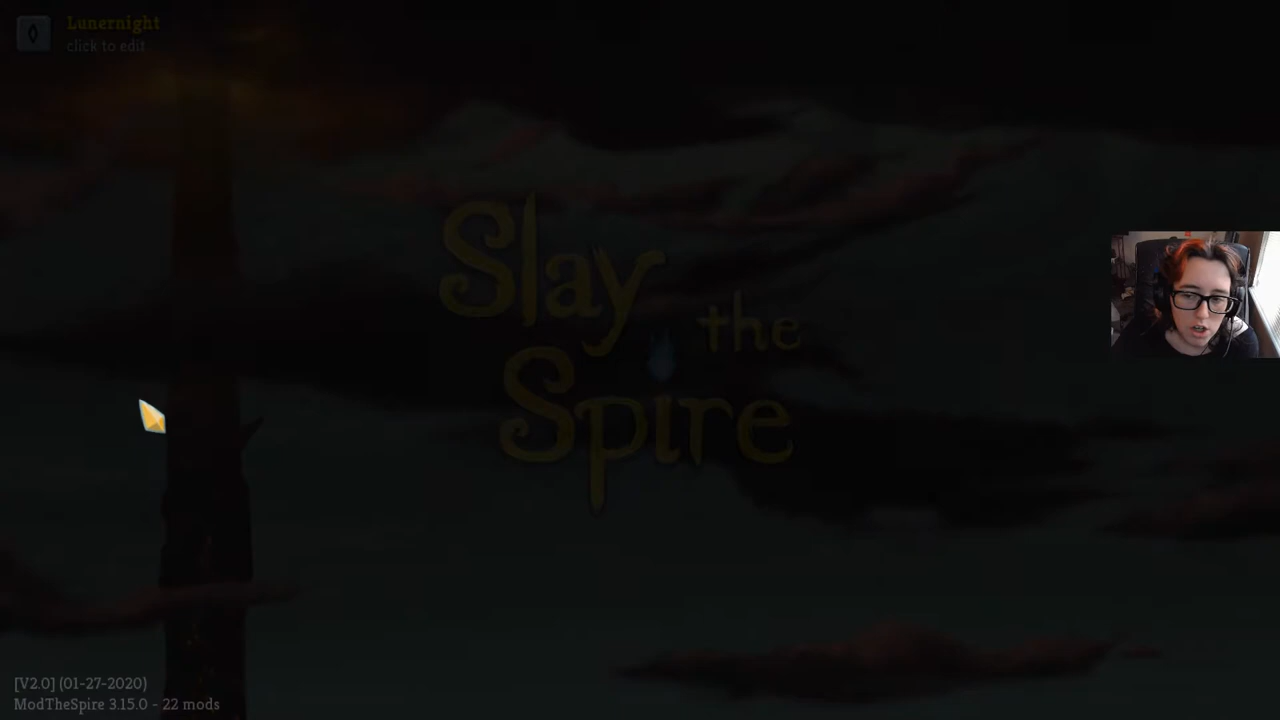 Lunernight
click to edit
Slay
the
Spire
[V2.0] (01-27-2020)
ModTheSpire 3.15.0 - 22 mods